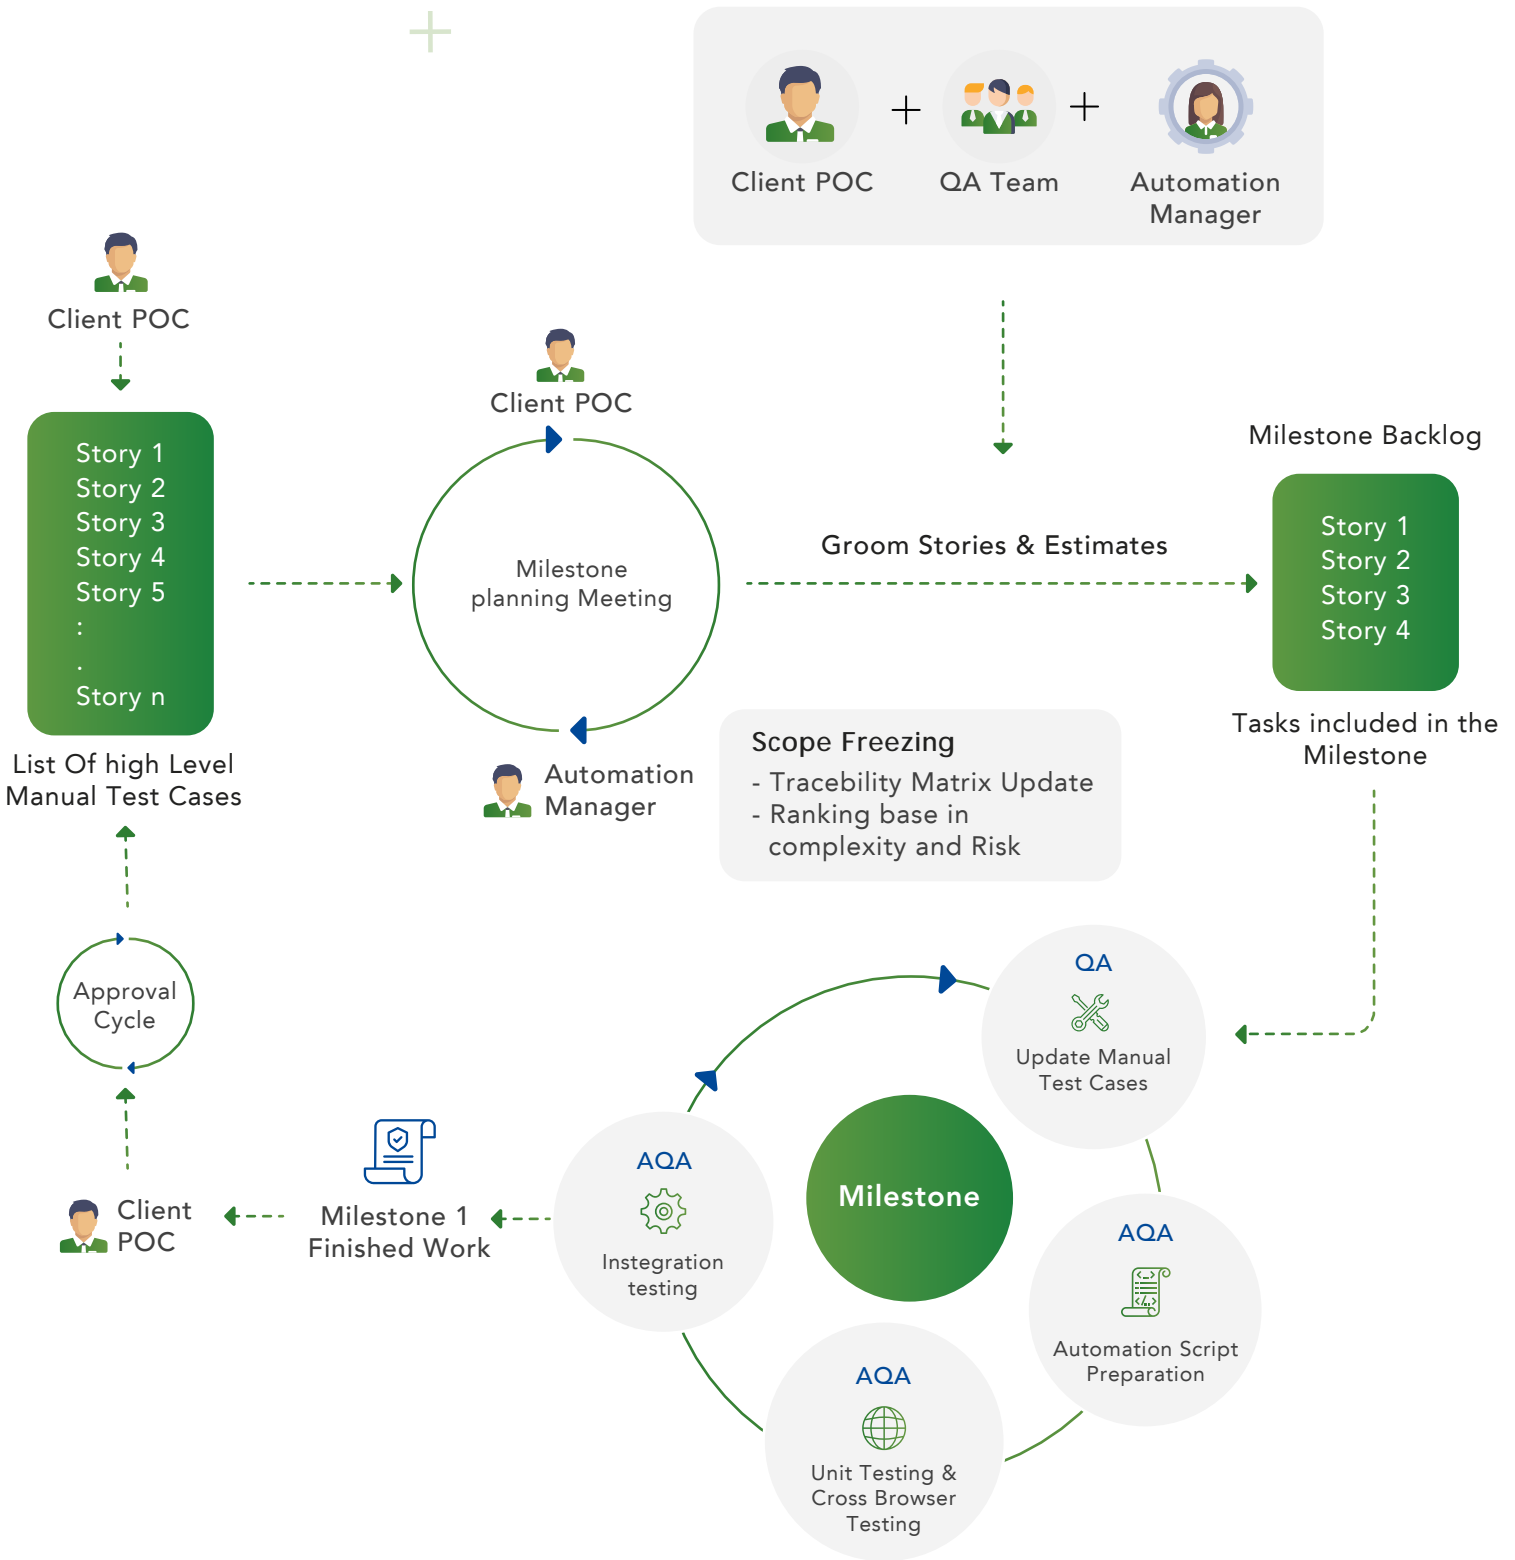 Client POC
QA Team
Automation
Manager
Client POC
Story 1
Story 2
Story 3
Story 4
Story 5
:
.
Story n
List Of high Level
Manual Test Cases
Client POC
Milestone
planning Meeting
Automation
Manager
Groom Stories & Estimates
Milestone Backlog
Story 1
Story 2
Story 3
Story 4
Tasks included in the
Milestone
Scope Freezing
- Tracebility Matrix Update
- Ranking base in
complexity and Risk
QA
Update Manual
Test Cases
AQA
Automation Script
Preparation
AQA
Unit Testing &
Cross Browser
Testing
AQA
Instegration
testing
Milestone
Milestone 1
Finished Work
Client
POC
Approval
Cycle